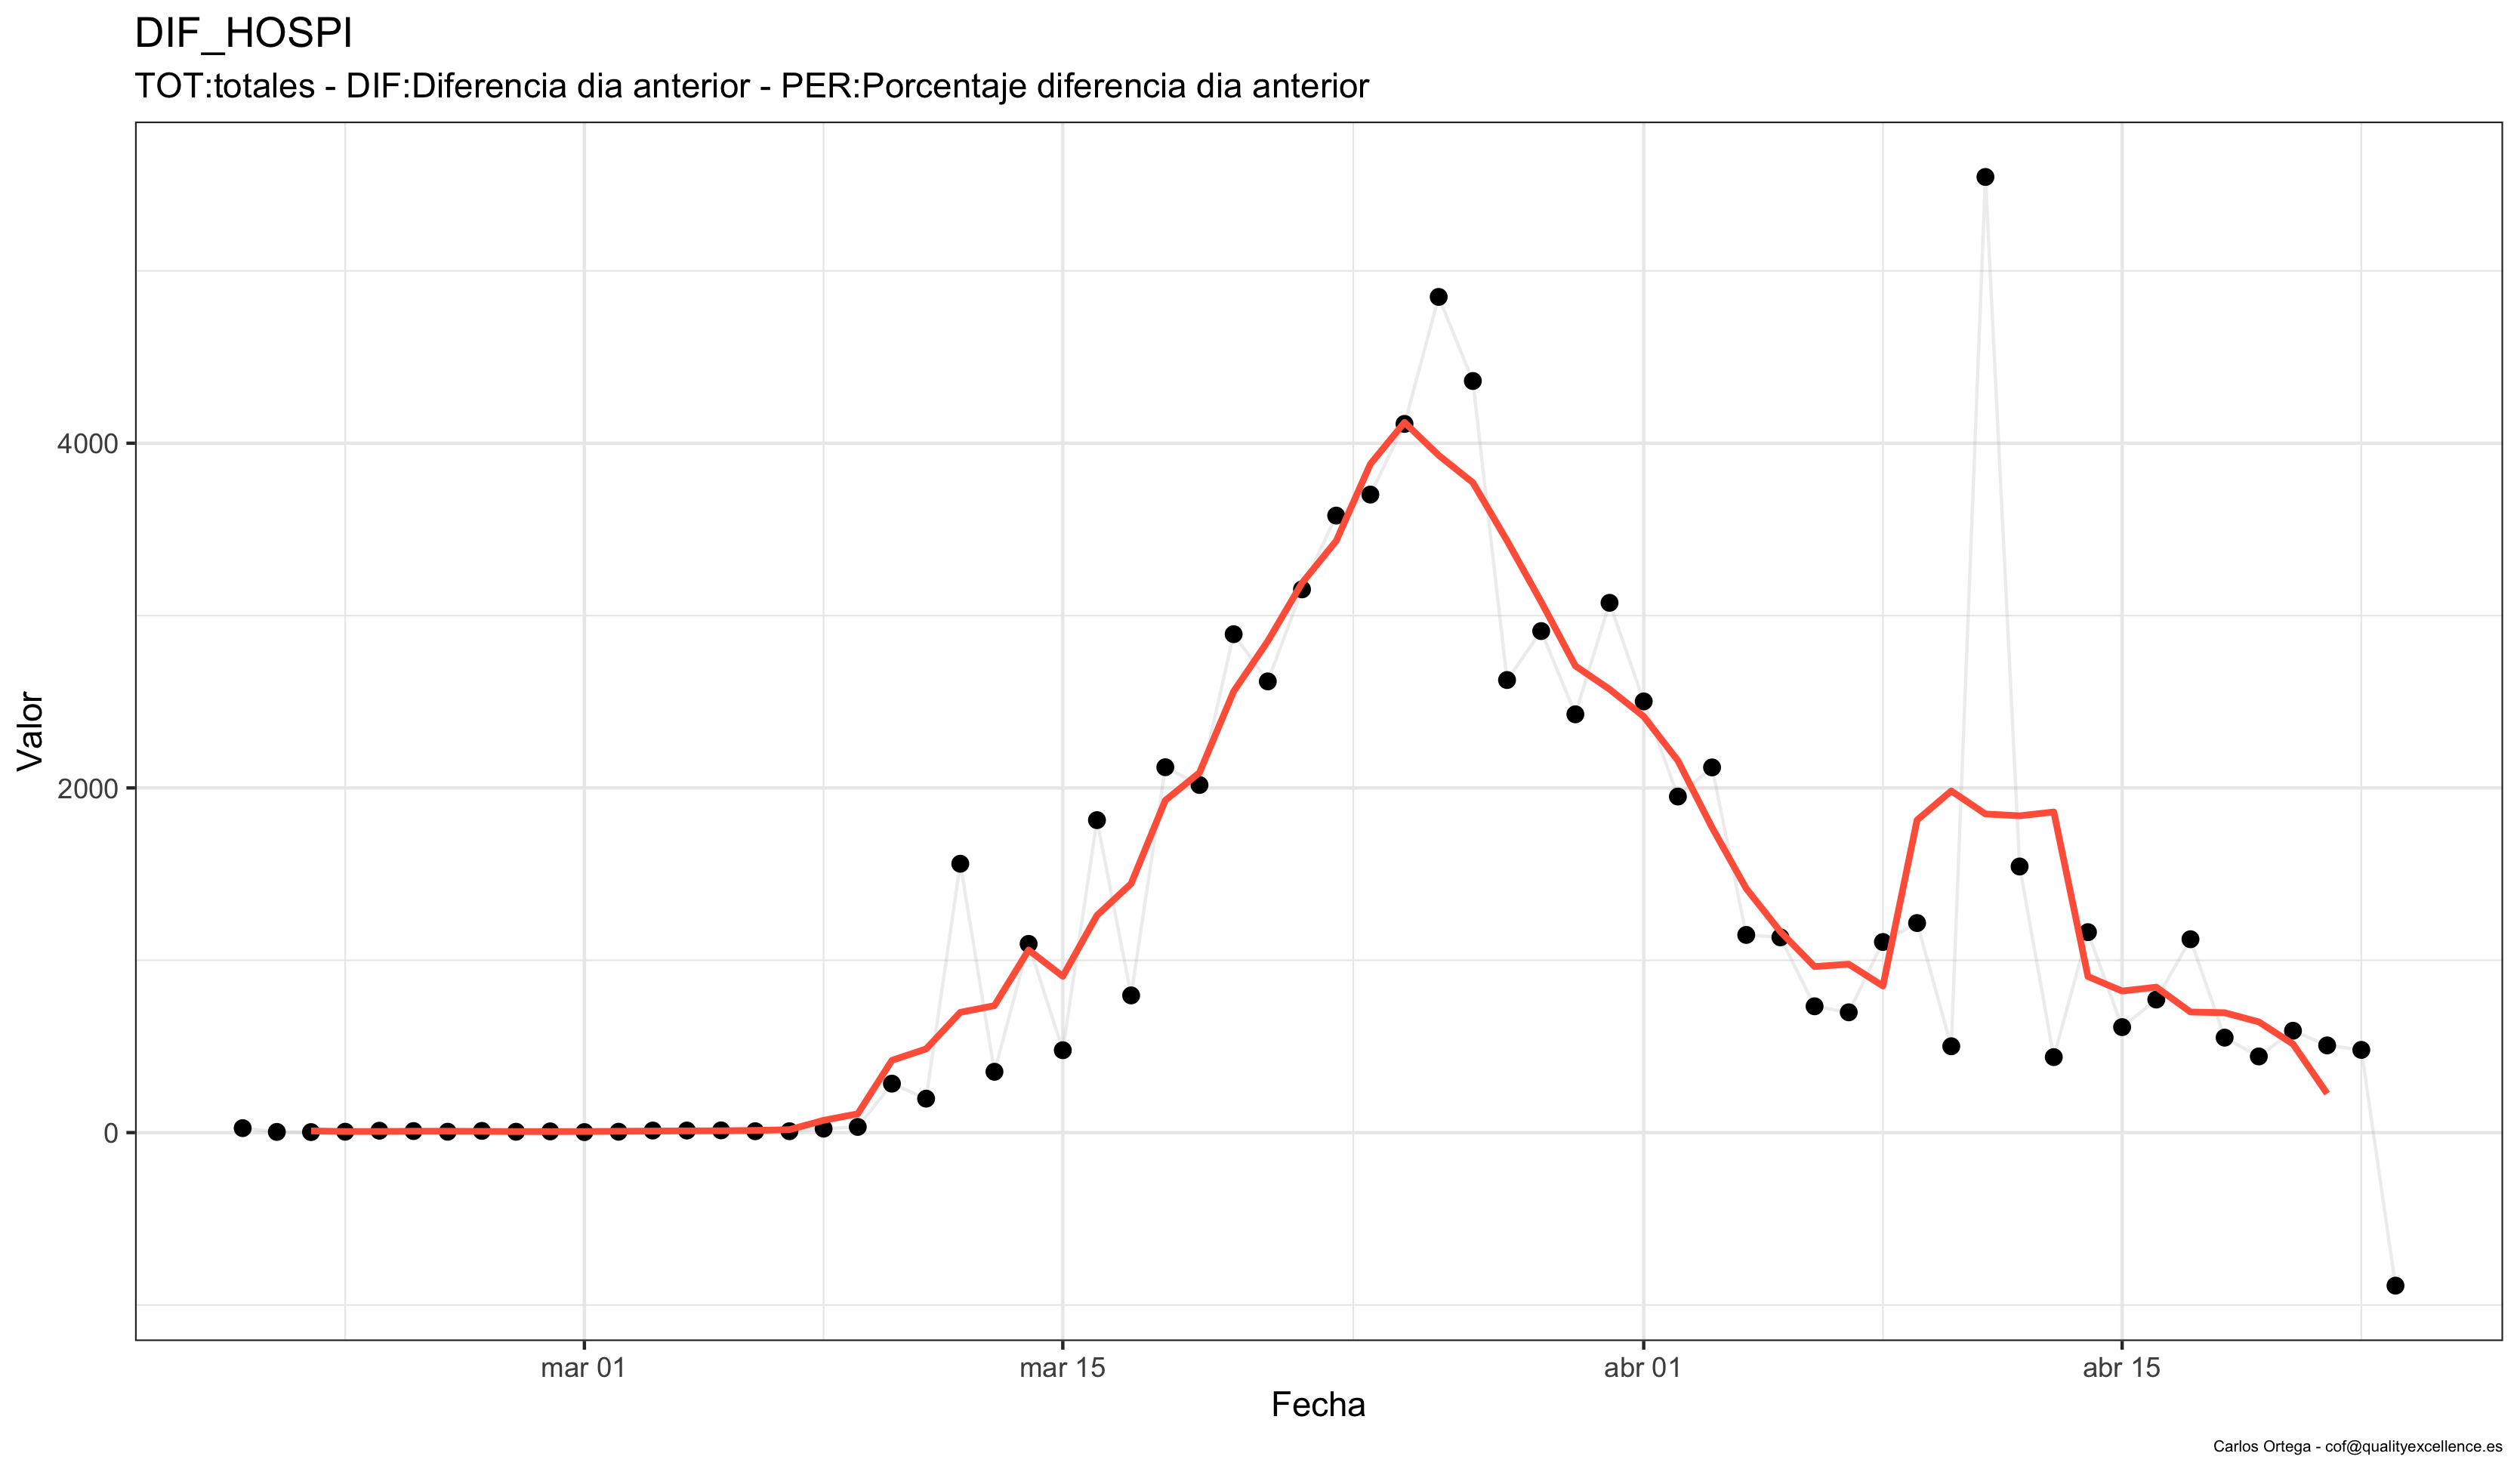 DIF_HOSPI
TOT:totales - DIF:Diferencia dia anterior - PER:Porcentaje diferencia dia anterior
Valor
4000
2000
0
mar 01
mar 15
abr 01
abr 15
Fecha
Carlos Ortega - cof@qualityexcellence.es